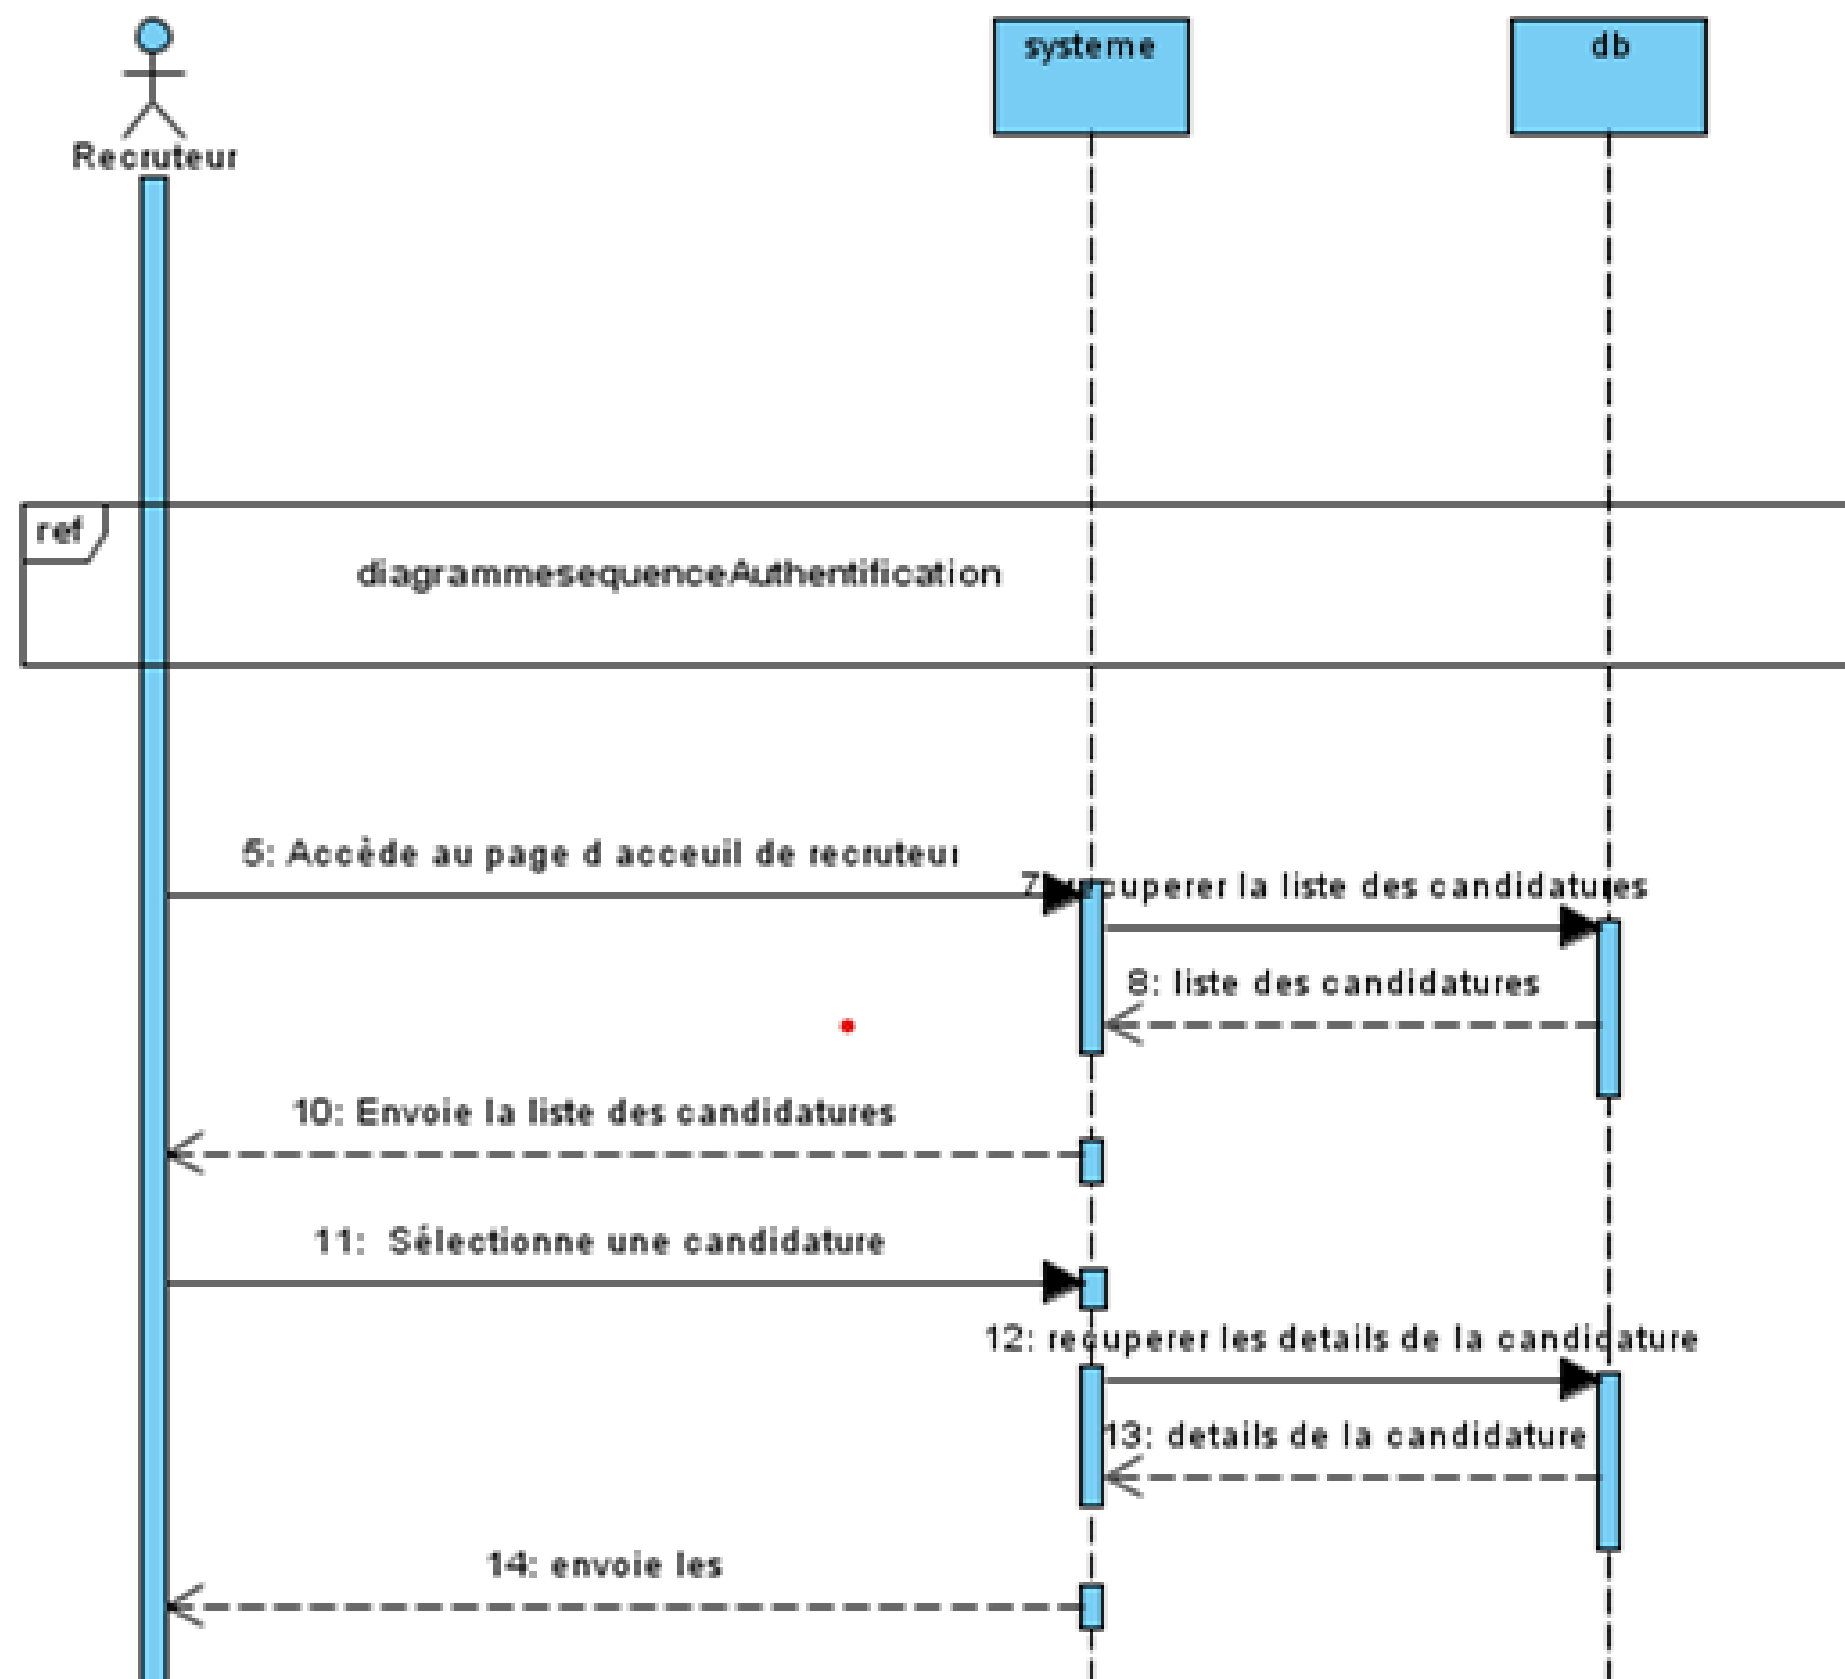 systeme
db
Recruteur
ref
diagrammesequenceAuthentification
5: Accède au page d acceuil de recruteur
7: recuperer la liste des candidatures
8: liste des candidatures
10: Envoie la liste des candidatures
11: Sélectionne une candidature
12: recuperer les details de la candidature
13: details de la candidature
14: envoie les